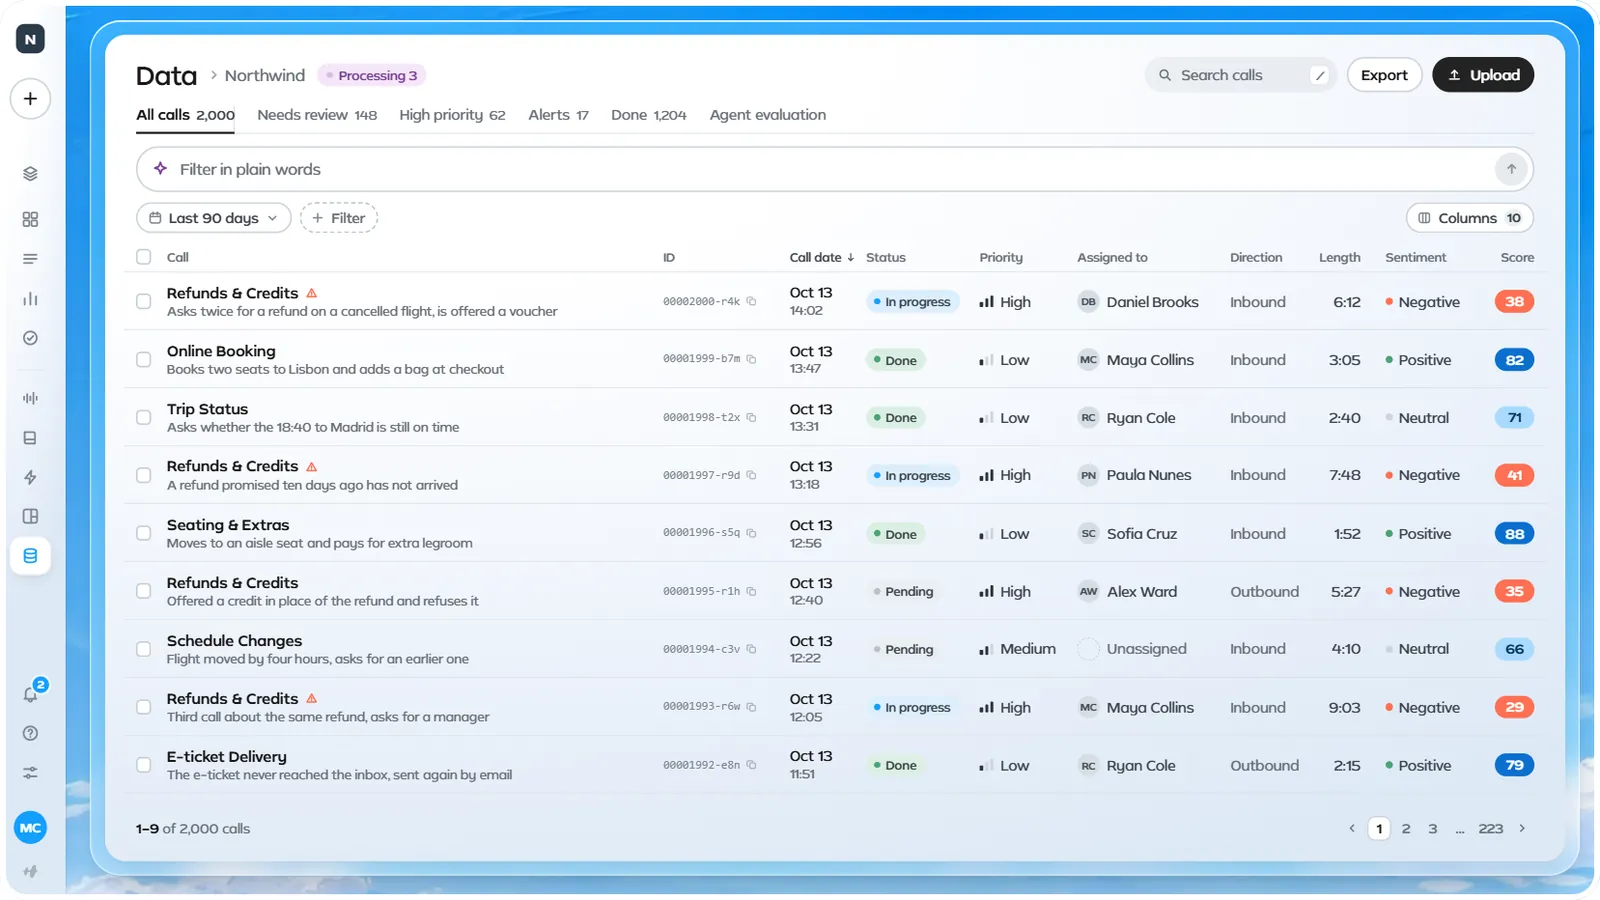 N
Data
Northwind
Processing 3
Search calls
/
Export
Upload
All calls 2,000
Needs review 148
High priority 62
Alerts 17
Done 1,204
Agent evaluation
Filter in plain words
Last 90 days
Filter
Columns 10
Call ID Call date ↓ Status Priority Assigned to Direction Length Sentiment Score
Refunds & Credits
Asks twice for a refund on a cancelled flight, is offered a voucher
00002000-r4k
Oct 13
14:02
In progress
High
DB Daniel Brooks
Inbound
6:12
Negative
38
Online Booking
Books two seats to Lisbon and adds a bag at checkout
00001999-b7m
Oct 13
13:47
Done
Low
MC Maya Collins
Inbound
3:05
Positive
82
Trip Status
Asks whether the 18:40 to Madrid is still on time
00001998-t2x
Oct 13
13:31
Done
Low
RC Ryan Cole
Inbound
2:40
Neutral
71
Refunds & Credits
A refund promised ten days ago has not arrived
00001997-r9d
Oct 13
13:18
In progress
High
PN Paula Nunes
Inbound
7:48
Negative
41
Seating & Extras
Moves to an aisle seat and pays for extra legroom
00001996-s5q
Oct 13
12:56
Done
Low
SC Sofia Cruz
Inbound
1:52
Positive
88
Refunds & Credits
Offered a credit in place of the refund and refuses it
00001995-r1h
Oct 13
12:40
Pending
High
AW Alex Ward
Outbound
5:27
Negative
35
Schedule Changes
Flight moved by four hours, asks for an earlier one
00001994-c3v
Oct 13
12:22
Pending
Medium
Unassigned
Inbound
4:10
Neutral
66
Refunds & Credits
Third call about the same refund, asks for a manager
00001993-r6w
Oct 13
12:05
In progress
High
MC Maya Collins
Inbound
9:03
Negative
29
E-ticket Delivery
The e-ticket never reached the inbox, sent again by email
00001992-e8n
Oct 13
11:51
Done
Low
RC Ryan Cole
Outbound
2:15
Positive
79
2
MC
1–9 of 2,000 calls
1 2 3 ... 223